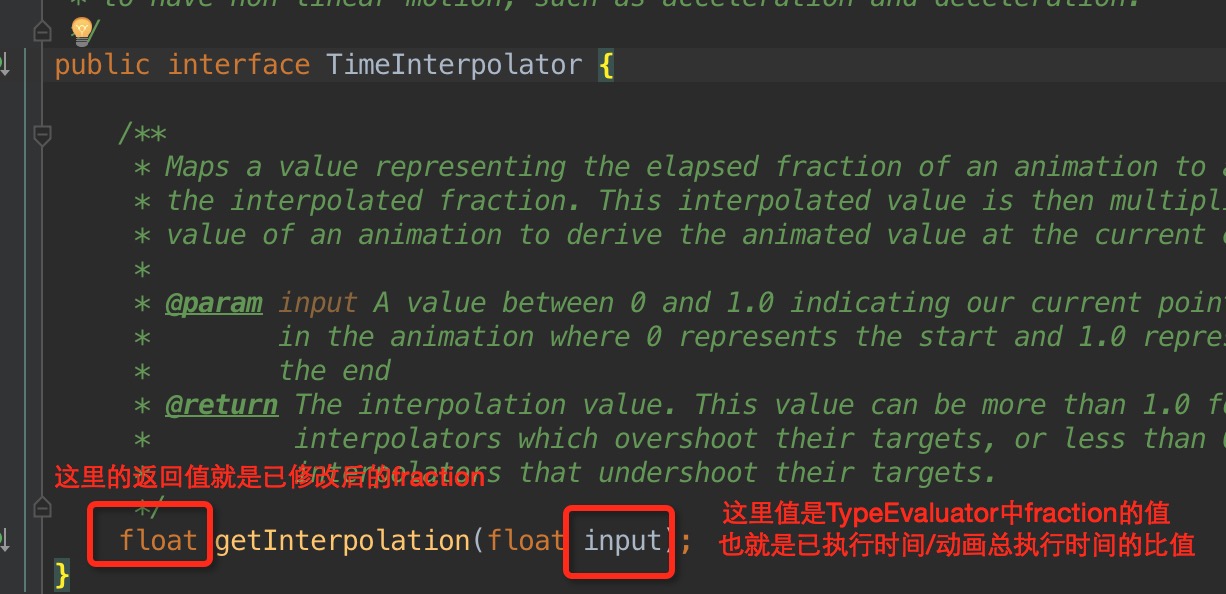 * to have non-linear motion, such as acceleration and deceleration.
*/
public interface TimeInterpolator {
/**
* Maps a value representing the elapsed fraction of an animation to
* the interpolated fraction. This interpolated value is then multipli
* value of an animation to derive the animated value at the current
*
* @param input A value between 0 and 1.0 indicating our current point
* in the animation where 0 represents the start and 1.0 repres
* the end
* @return The interpolation value. This value can be more than 1.0 fo
* interpolators which overshoot their targets, or less than 0
* interpolators that undershoot their targets.
这里的返回值就是已修改后的fraction
*/
这里值是TypeEvaluator中fraction的值
float getInterpolation(float input);
也就是已执行时间/动画总执行时间的比值
}